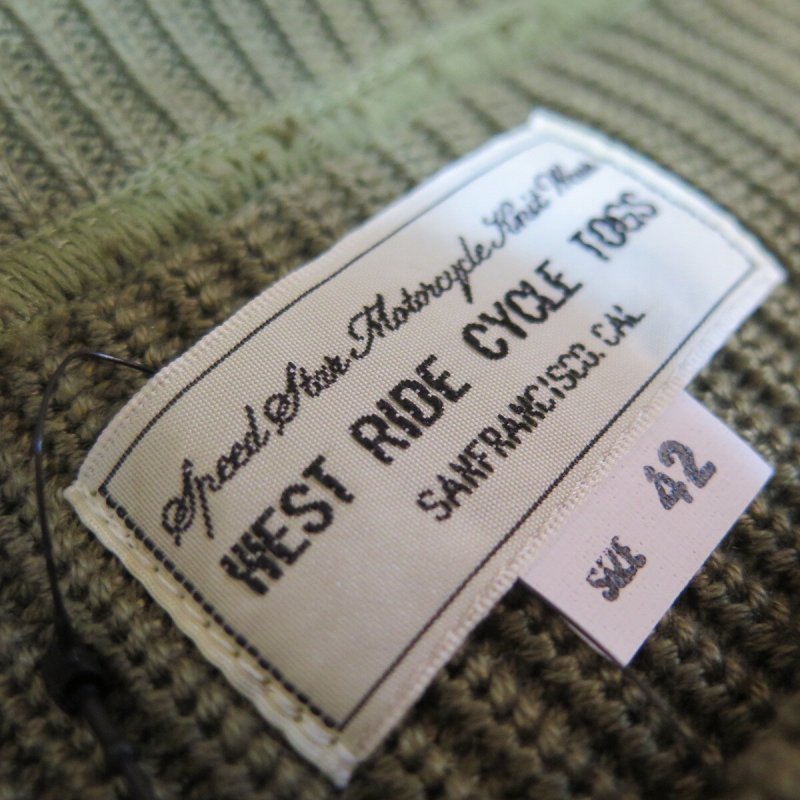 Speed Star Motorcycle Knit Wear
WEST RIDE CYCLE TOGS
SANFRANCISCO.CAL
SIZE 42